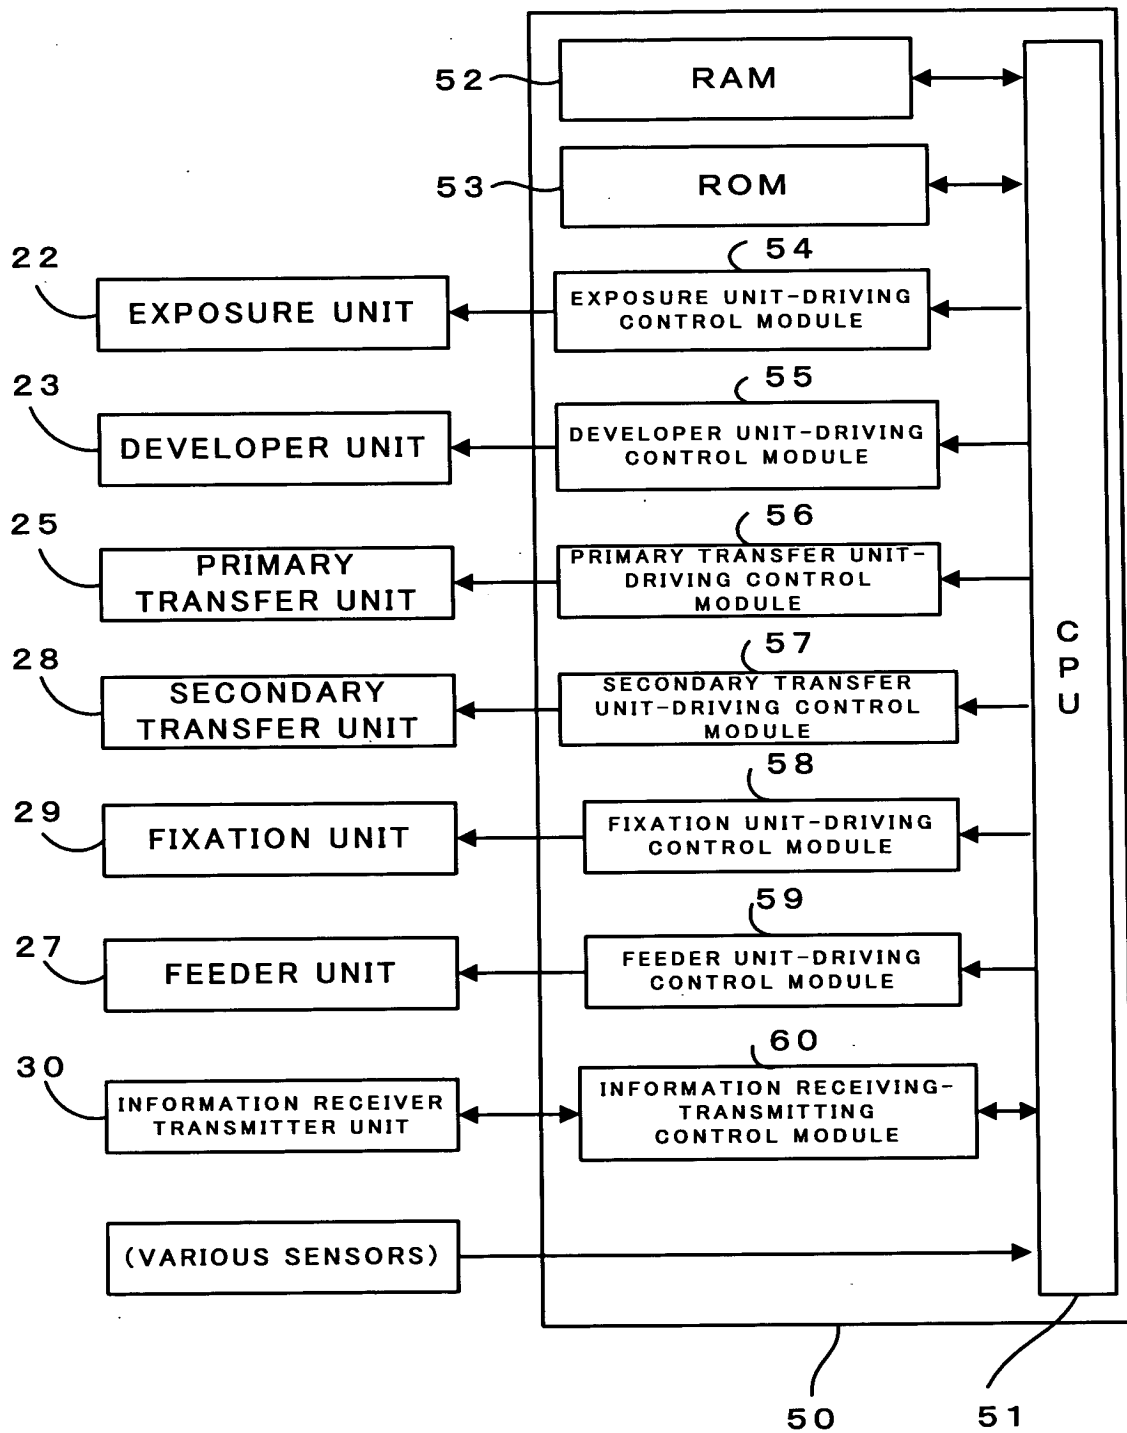 52
RAM
53
ROM
22
EXPOSURE UNIT
54
EXPOSURE UNIT-DRIVING
CONTROL MODULE
23
DEVELOPER UNIT
55
DEVELOPER UNIT-DRIVING
CONTROL MODULE
25
PRIMARY
TRANSFER UNIT
56
PRIMARY TRANSFER UNIT-
DRIVING CONTROL
MODULE
28
SECONDARY
TRANSFER UNIT
57
SECONDARY TRANSFER
UNIT-DRIVING CONTROL
MODULE
29
FIXATION UNIT
58
FIXATION UNIT-DRIVING
CONTROL MODULE
27
FEEDER UNIT
59
FEEDER UNIT-DRIVING
CONTROL MODULE
30
INFORMATION RECEIVER
TRANSMITTER UNIT
60
INFORMATION RECEIVING-
TRANSMITTING
CONTROL MODULE
(VARIOUS SENSORS)
CPU
50
51